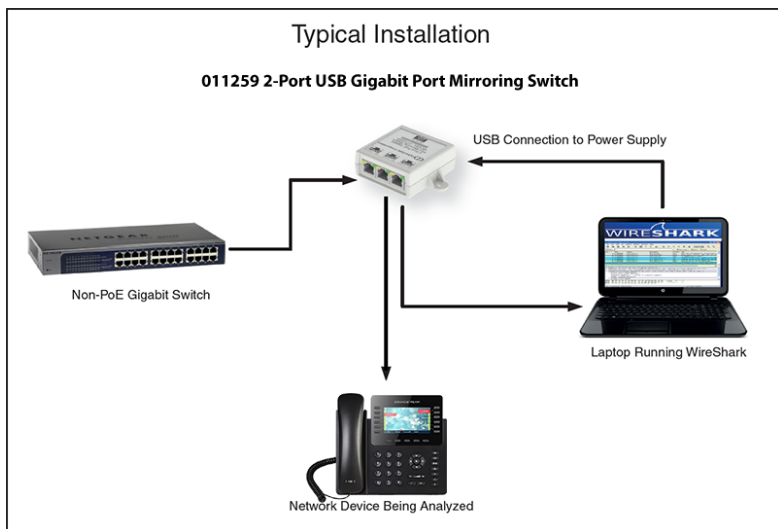 Typical Installation
011259 2-Port USB Gigabit Port Mirroring Switch
USB Connection to Power Supply
NETGEAR
WIRESHARK
Non-PoE Gigabit Switch
Laptop Running WireShark
Network Device Being Analyzed